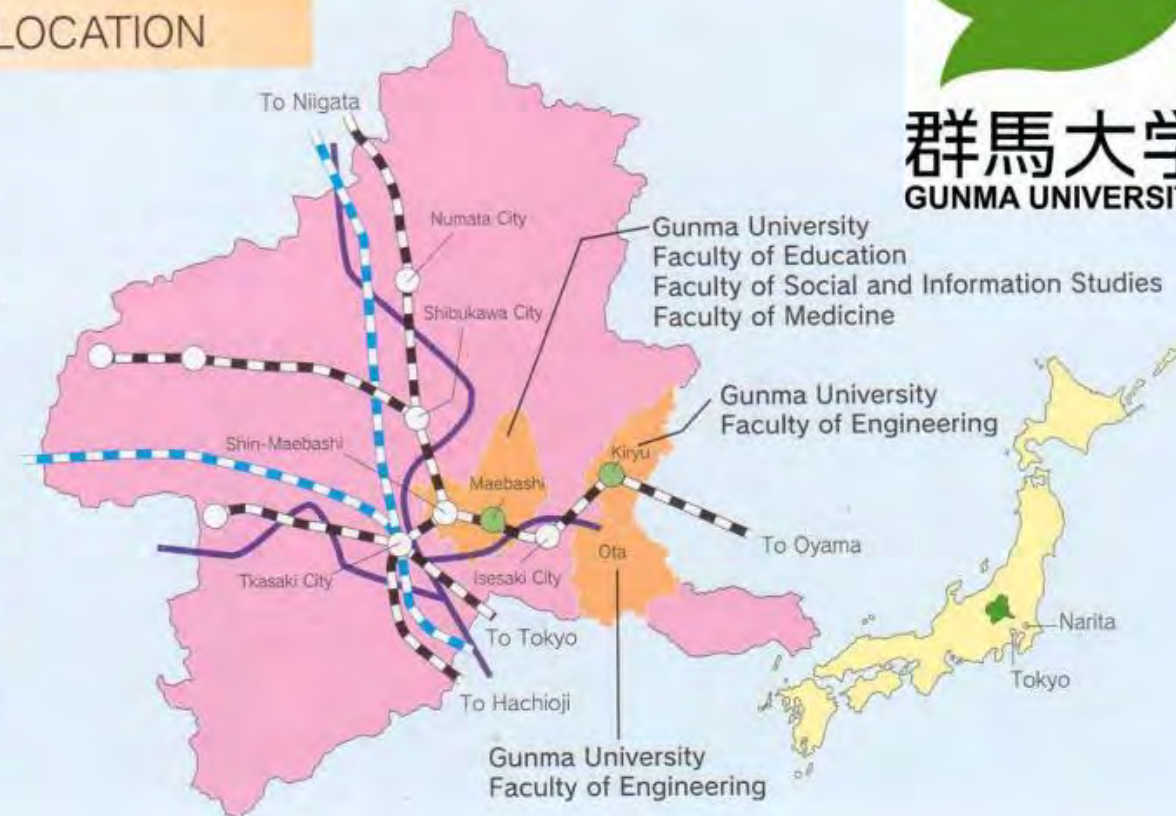 LOCATION
群馬大学
GUNMA UNIVERSIT
To Niigata
Numata City
Gunma University
Faculty of Education
Faculty of Social and Information Studies
Faculty of Medicine
Shibukawa City
Gunma University
Faculty of Engineering
Shin-Maebashi
Kiryu
Maebashi
To Oyama
Ota
Tkasaki City
Isesaki City
To Tokyo
To Hachioji
Narita
Tokyo
Gunma University
Faculty of Engineering